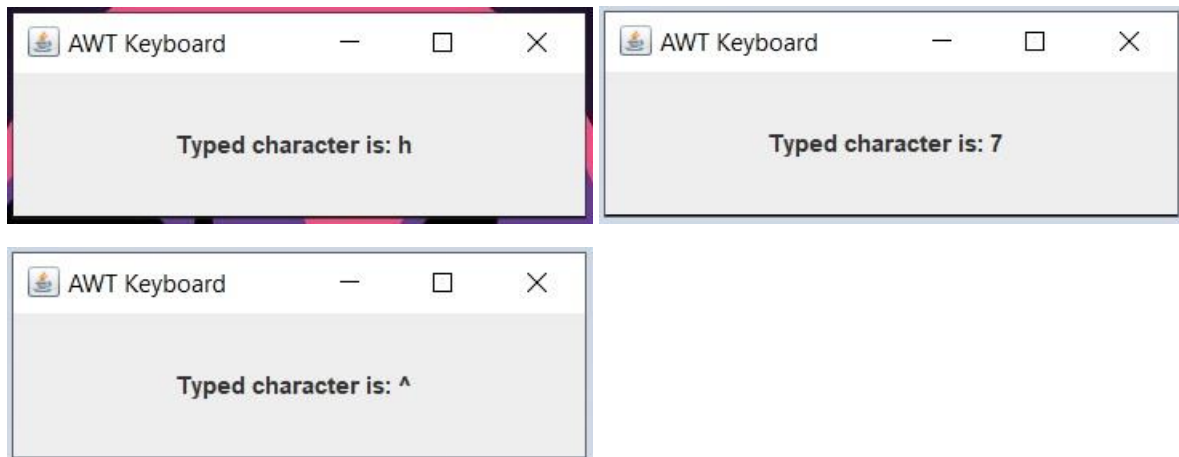 AWT Keyboard
Typed character is: h
AWT Keyboard
Typed character is: 7
AWT Keyboard
Typed character is: ^